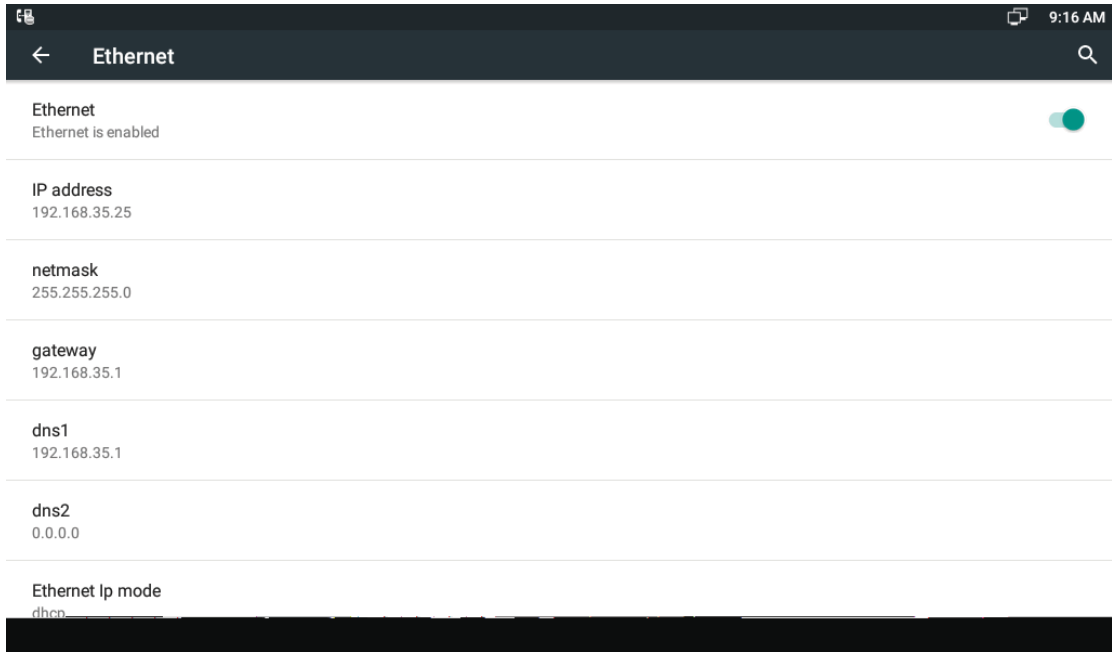 9:16 AM
Ethernet
Ethernet
Ethernet is enabled
IP address
192.168.35.25
netmask
255.255.255.0
gateway
192.168.35.1
dns1
192.168.35.1
dns2
0.0.0.0
Ethernet Ip mode
dhcp